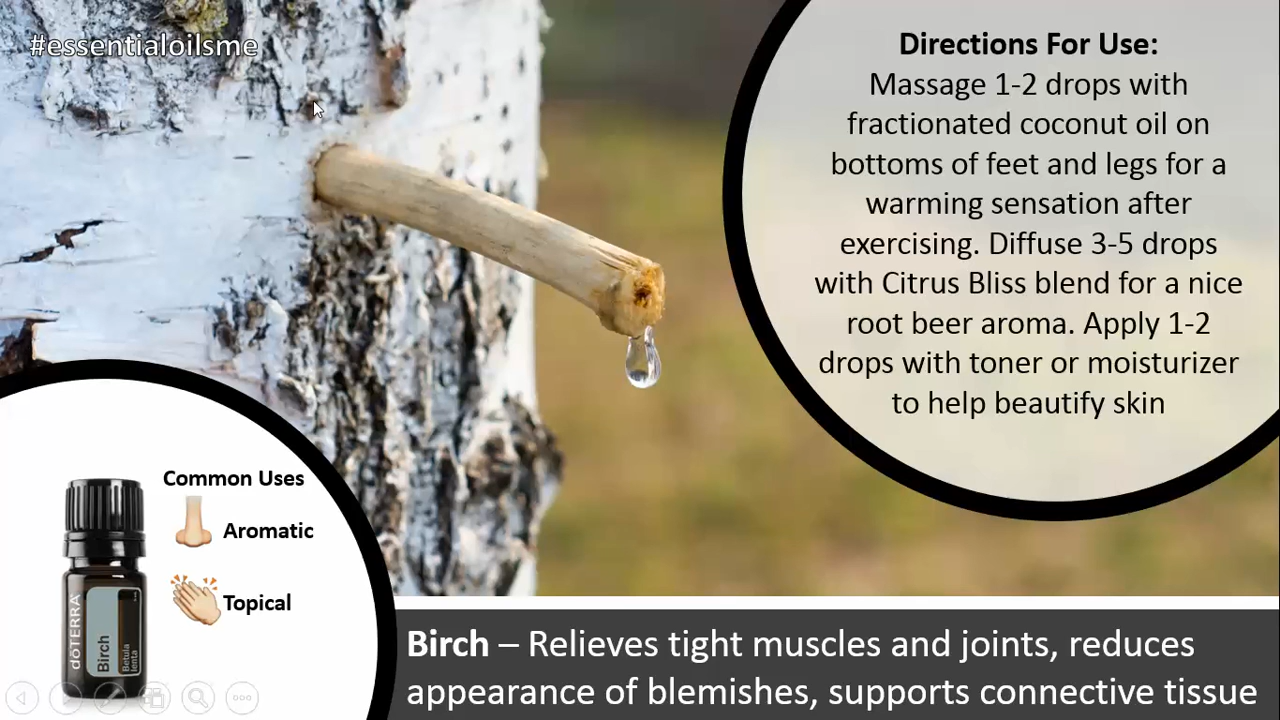 #essentialoilsme
Directions For Use:
Massage 1-2 drops with
fractionated coconut oil on
bottoms of feet and legs for a
warming sensation after
exercising. Diffuse 3-5 drops
with Citrus Bliss blend for a nice
root beer aroma. Apply 1-2
drops with toner or moisturizer
to help beautify skin
Common Uses
Aromatic
Topical
dōTERRA
Birch
Betula
lenta
Birch – Relieves tight muscles and joints, reduces
appearance of blemishes, supports connective tissue